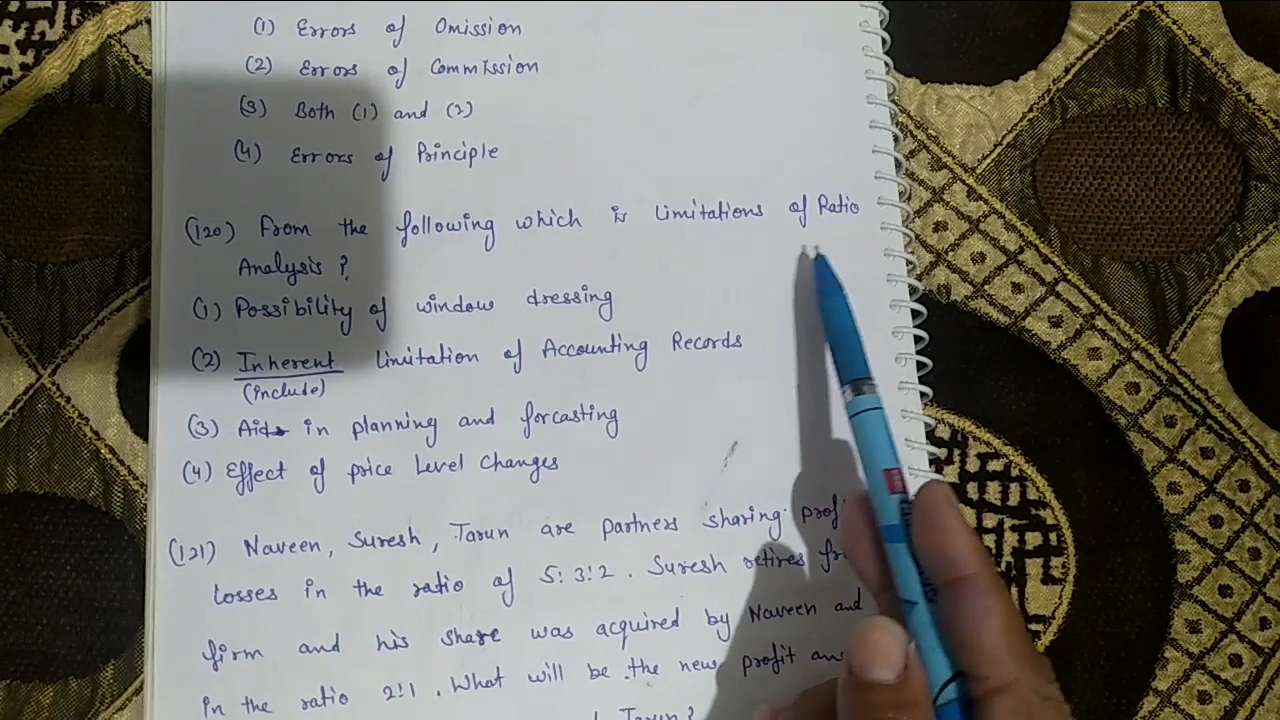 (1) Errors of Omission
(2) Errors of Commission
(3) Both (1) and (2)
(4) Errors of Principle
(120) From the following which is limitations of Ratio
Analysis ?
(1) Possibility of window dressing
(2) Inherent limitation of Accounting Records
(include)
(3) Aids in planning and forcasting
(4) Effect of price level changes
(121) Naveen, Suresh, Tarun are partners sharing
losses in the ratio of 5:3:2. Suresh retires
firm and his share was acquired by Naveen and
in the ratio 2:1. What will be the new profit
Tarun?